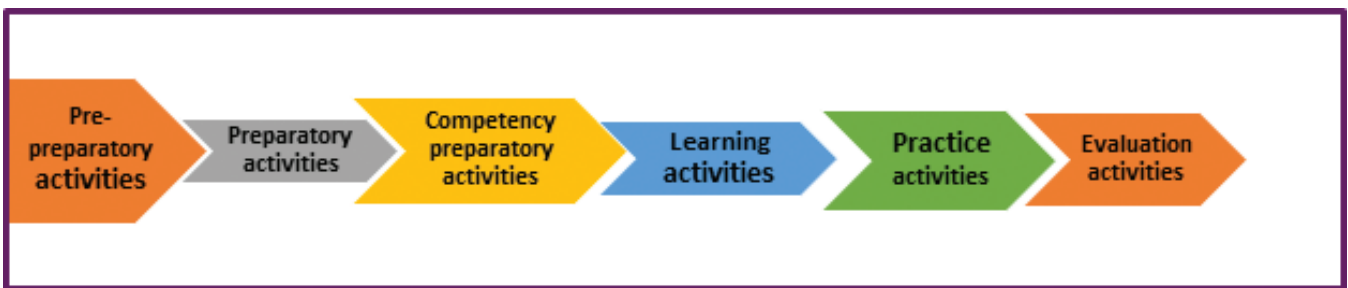 Pre-
preparatory
activities
Preparatory
activities
Competency
preparatory
activities
Learning
activities
Practice
activities
Evaluation
activities